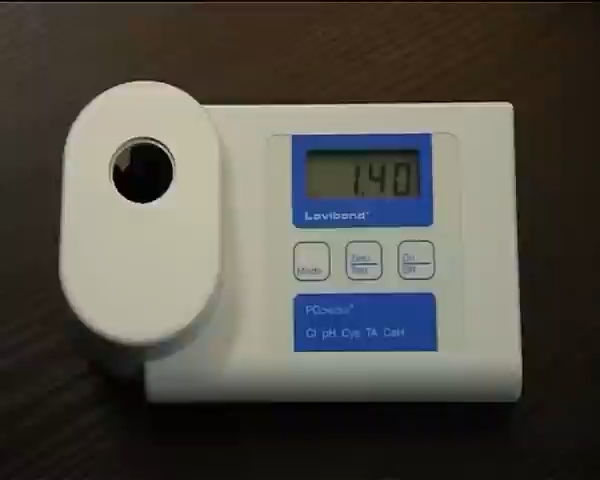 1.40
Lovibond®
Mode
Zero
Test
On
Off
Cl pH Cys TA CaH